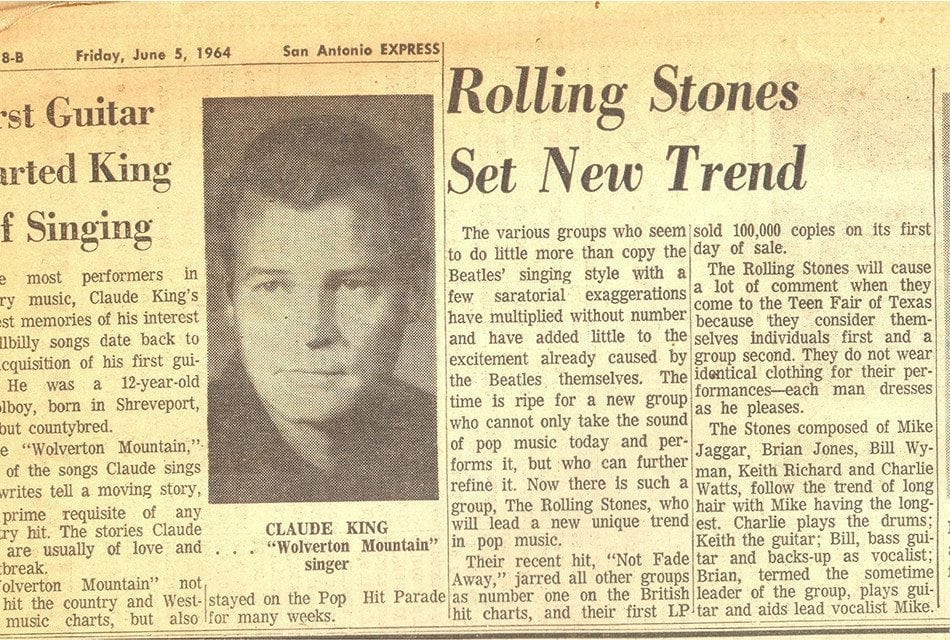 8-B Friday, June 5, 1964 San Antonio EXPRESS
rst Guitar
arted King
f Singing
e most performers in
ry music, Claude King's
est memories of his interest
llbilly songs date back to
cquisition of his first gui-
He was a 12-year-old
olboy, born in Shreveport,
but countybred.
e "Wolverton Mountain,"
of the songs Claude sings
writes tell a moving story,
prime requisite of any
try hit. The stories Claude
are usually of love and
tbreak.
olverton Mountain" not
hit the country and West-
music charts, but also
CLAUDE KING
. . . "Wolverton Mountain"
singer
stayed on the Pop Hit Parade
for many weeks.
Rolling Stones
Set New Trend
The various groups who seem
to do little more than copy the
Beatles' singing style with a
few saratorial exaggerations
have multiplied without number
and have added little to the
excitement already caused by
the Beatles themselves. The
time is ripe for a new group
who cannot only take the sound
of pop music today and per-
forms it, but who can further
refine it. Now there is such a
group, The Rolling Stones, who
will lead a new unique trend
in pop music.
Their recent hit, "Not Fade
Away," jarred all other groups
as number one on the British
hit charts, and their first LP
sold 100,000 copies on its first
day of sale.
The Rolling Stones will cause
a lot of comment when they
come to the Teen Fair of Texas
because they consider them-
selves individuals first and a
group second. They do not wear
identical clothing for their per-
formances—each man dresses
as he pleases.
The Stones composed of Mike
Jaggar, Brian Jones, Bill Wy-
man, Keith Richard and Charlie
Watts, follow the trend of long
hair with Mike having the long-
est. Charlie plays the drums;
Keith the guitar; Bill, bass gui-
tar and backs-up as vocalist;
Brian, termed the sometime
leader of the group, plays gui-
tar and aids lead vocalist Mike.